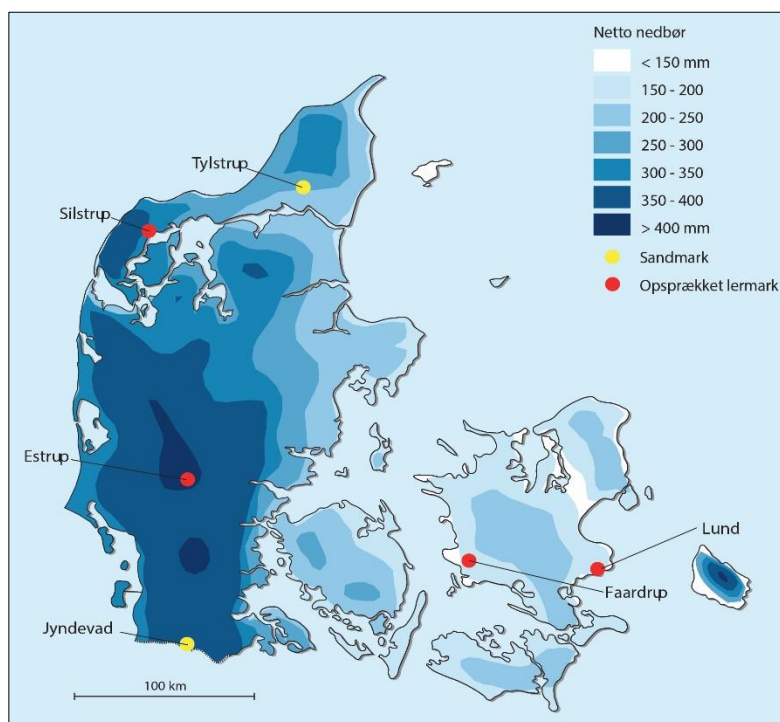 Netto nedbør
< 150 mm
150 - 200
200 - 250
250 - 300
300 - 350
350 - 400
> 400 mm
Sandmark
Opsprækket lermark
Tylstrup
Silstrup
Estrup
Lund
Faardrup
Jyndevad
100 km